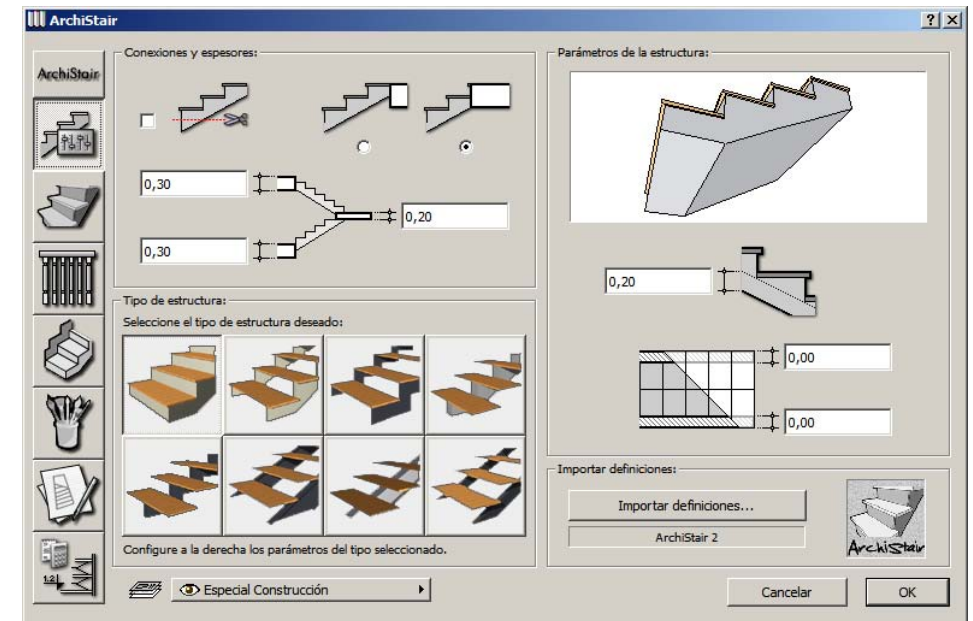 ArchiStair
ArchiStair
Conexiones y espesores:
0,30
0,20
0,30
Tipo de estructura:
Seleccione el tipo de estructura deseado:
Configure a la derecha los parámetros del tipo seleccionado.
Especial Construcción
1.21
Parámetros de la estructura:
0,20
0,00
0,00
Importar definiciones:
Importar definiciones...
ArchiStair 2
ArchiStair
Cancelar
OK